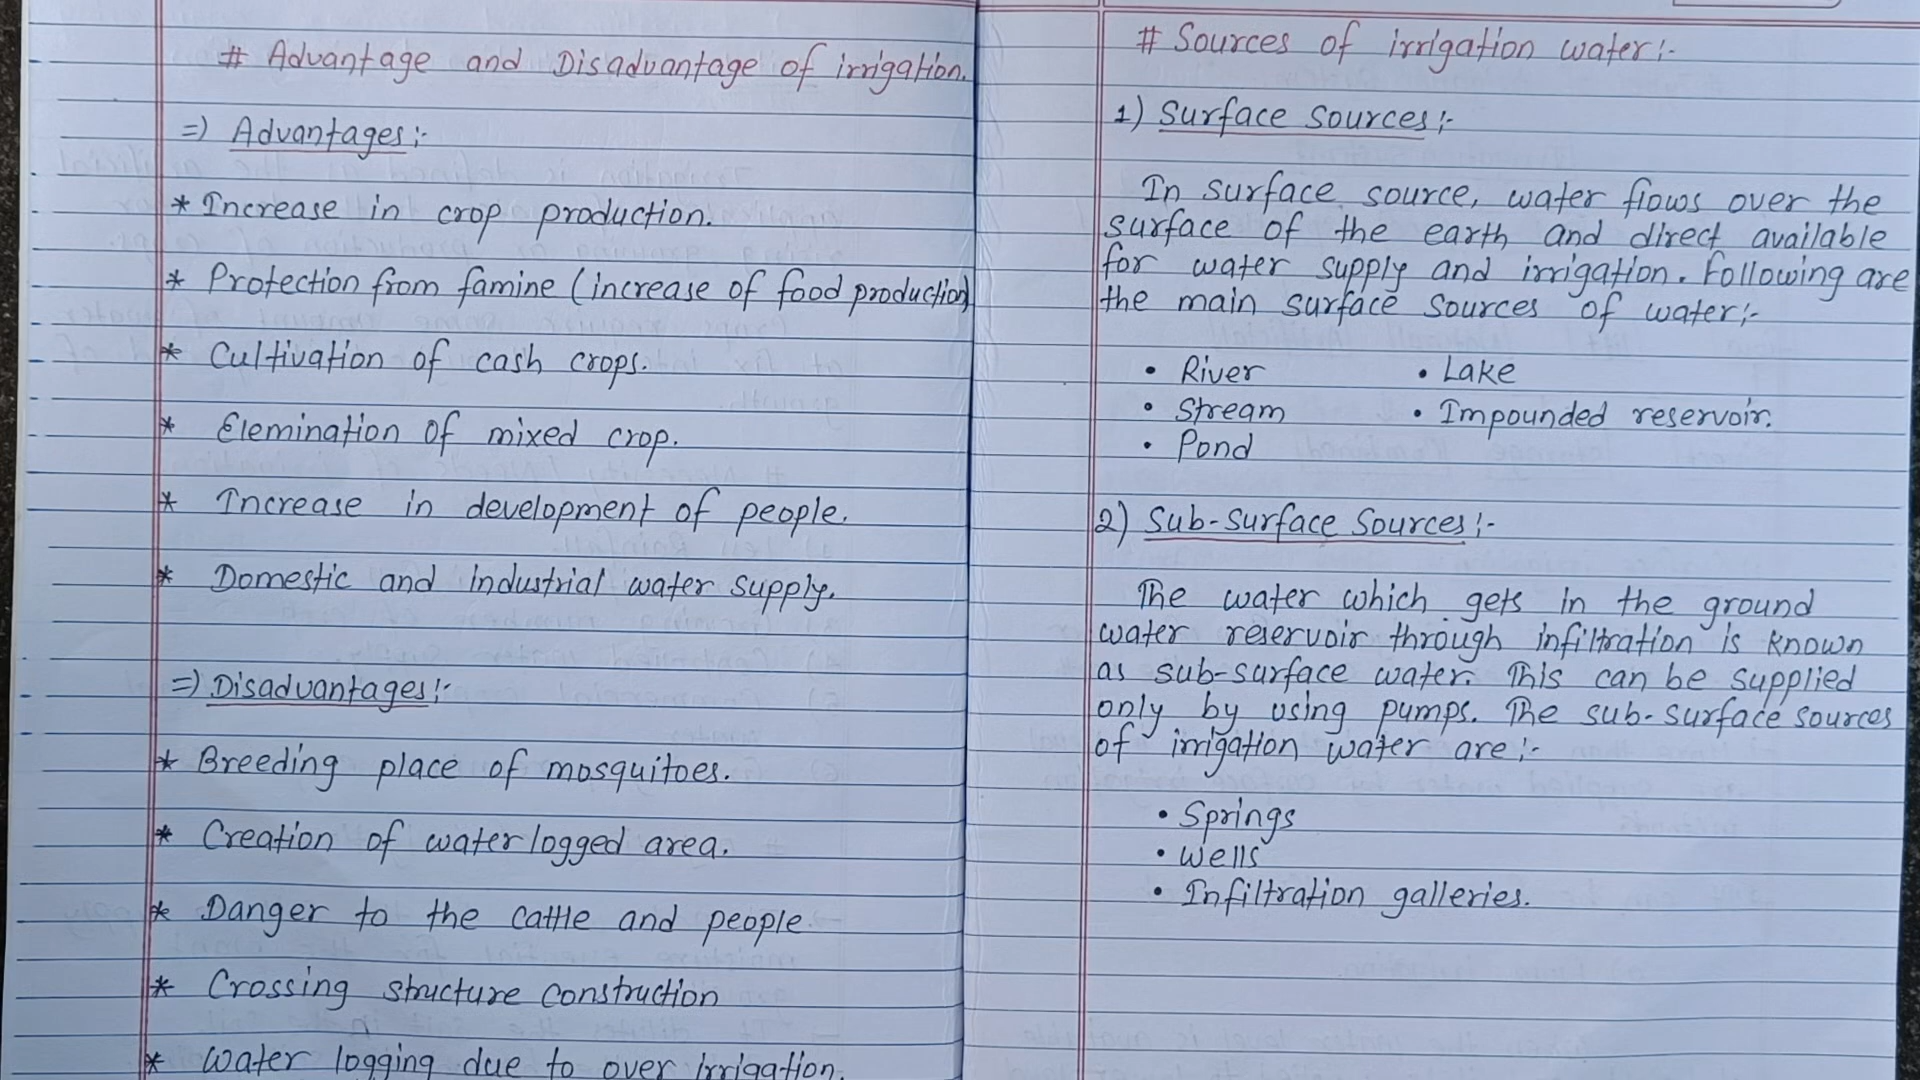 # Advantage and Disadvantage of irrigation.
=) Advantages:-
* Increase in crop production.
* Protection from famine (increase of food production)
* Cultivation of cash crops.
* Elemination of mixed crop.
* Increase in development of people.
* Domestic and industrial water supply.
=) Disadvantages:-
* Breeding place of mosquitoes.
* Creation of water logged area.
* Danger to the cattle and people
* Crossing structure construction
* Water logging due to over irrigation.
# Sources of irrigation water:-
1) Surface Sources:-
In surface source, water flows over the
surface of the earth and direct available
for water supply and irrigation. Following are
the main surface sources of water:-
• River • Lake
• Stream • Impounded reservoir.
• Pond
2) Sub-Surface Sources:-
The water which gets in the ground
water reservoir through infiltration is known
as sub-surface water. This can be supplied
only by using pumps. The sub-surface sources
of irrigation water are:-
• Springs
• Wells
• Infiltration galleries.